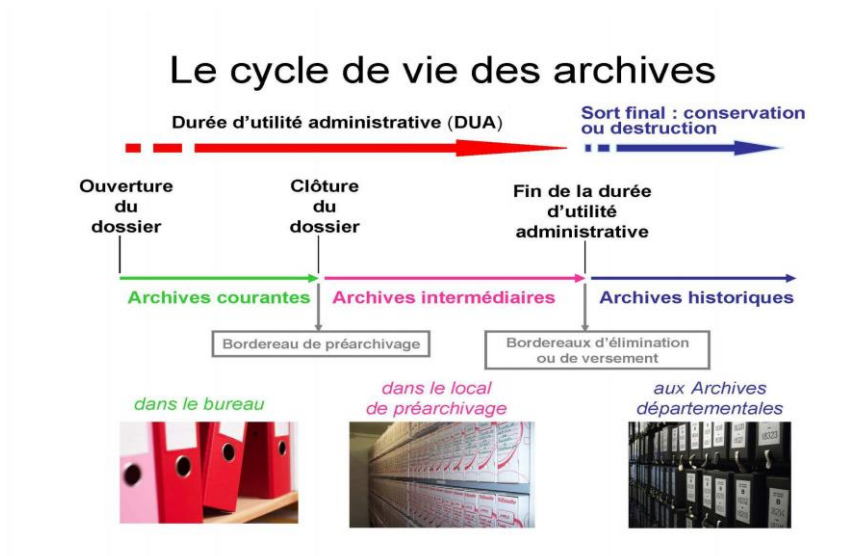 Le cycle de vie des archives
Durée d'utilité administrative (DUA)
Sort final : conservation
ou destruction
Ouverture
du
dossier
Clôture
du
dossier
Fin de la durée
d'utilité
administrative
Archives courantes
Archives intermédiaires
Archives historiques
Bordereau de préarchivage
Bordereaux d'élimination
ou de versement
dans le bureau
dans le local
de préarchivage
aux Archives
départementales
18323